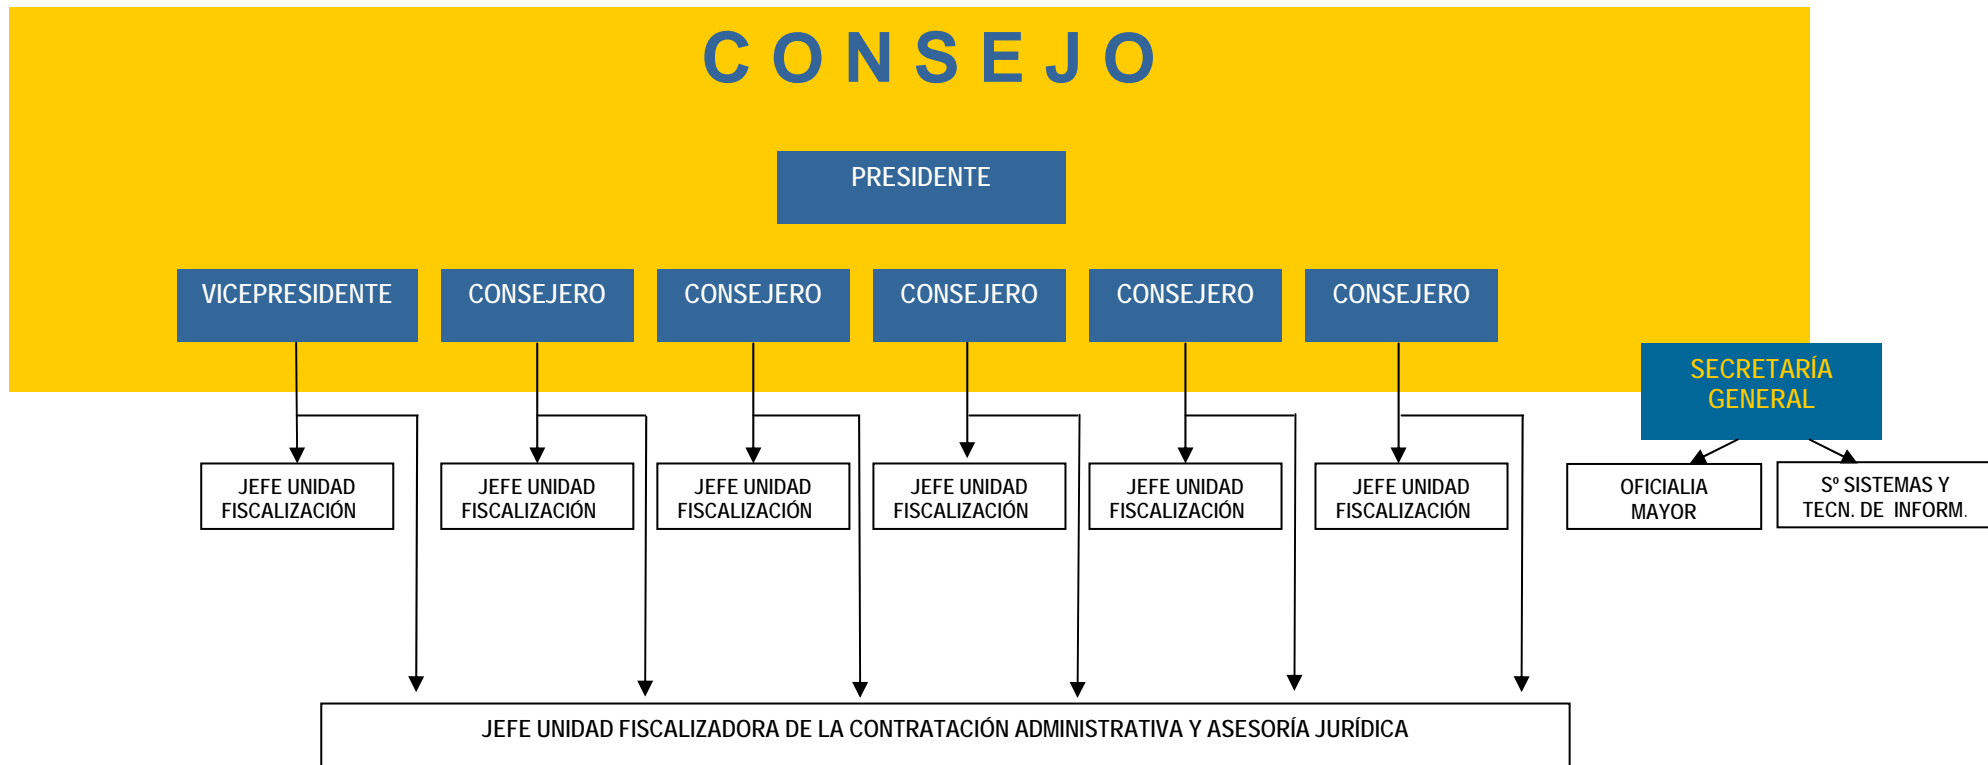 C O N S E J O
PRESIDENTE
VICEPRESIDENTE
CONSEJERO
CONSEJERO
CONSEJERO
CONSEJERO
CONSEJERO
SECRETARÍA
GENERAL
JEFE UNIDAD
FISCALIZACIÓN
JEFE UNIDAD
FISCALIZACIÓN
JEFE UNIDAD
FISCALIZACIÓN
JEFE UNIDAD
FISCALIZACIÓN
JEFE UNIDAD
FISCALIZACIÓN
JEFE UNIDAD
FISCALIZACIÓN
OFICIALIA
MAYOR
Sº SISTEMAS Y
TECN. DE INFORM.
JEFE UNIDAD FISCALIZADORA DE LA CONTRATACIÓN ADMINISTRATIVA Y ASESORÍA JURÍDICA